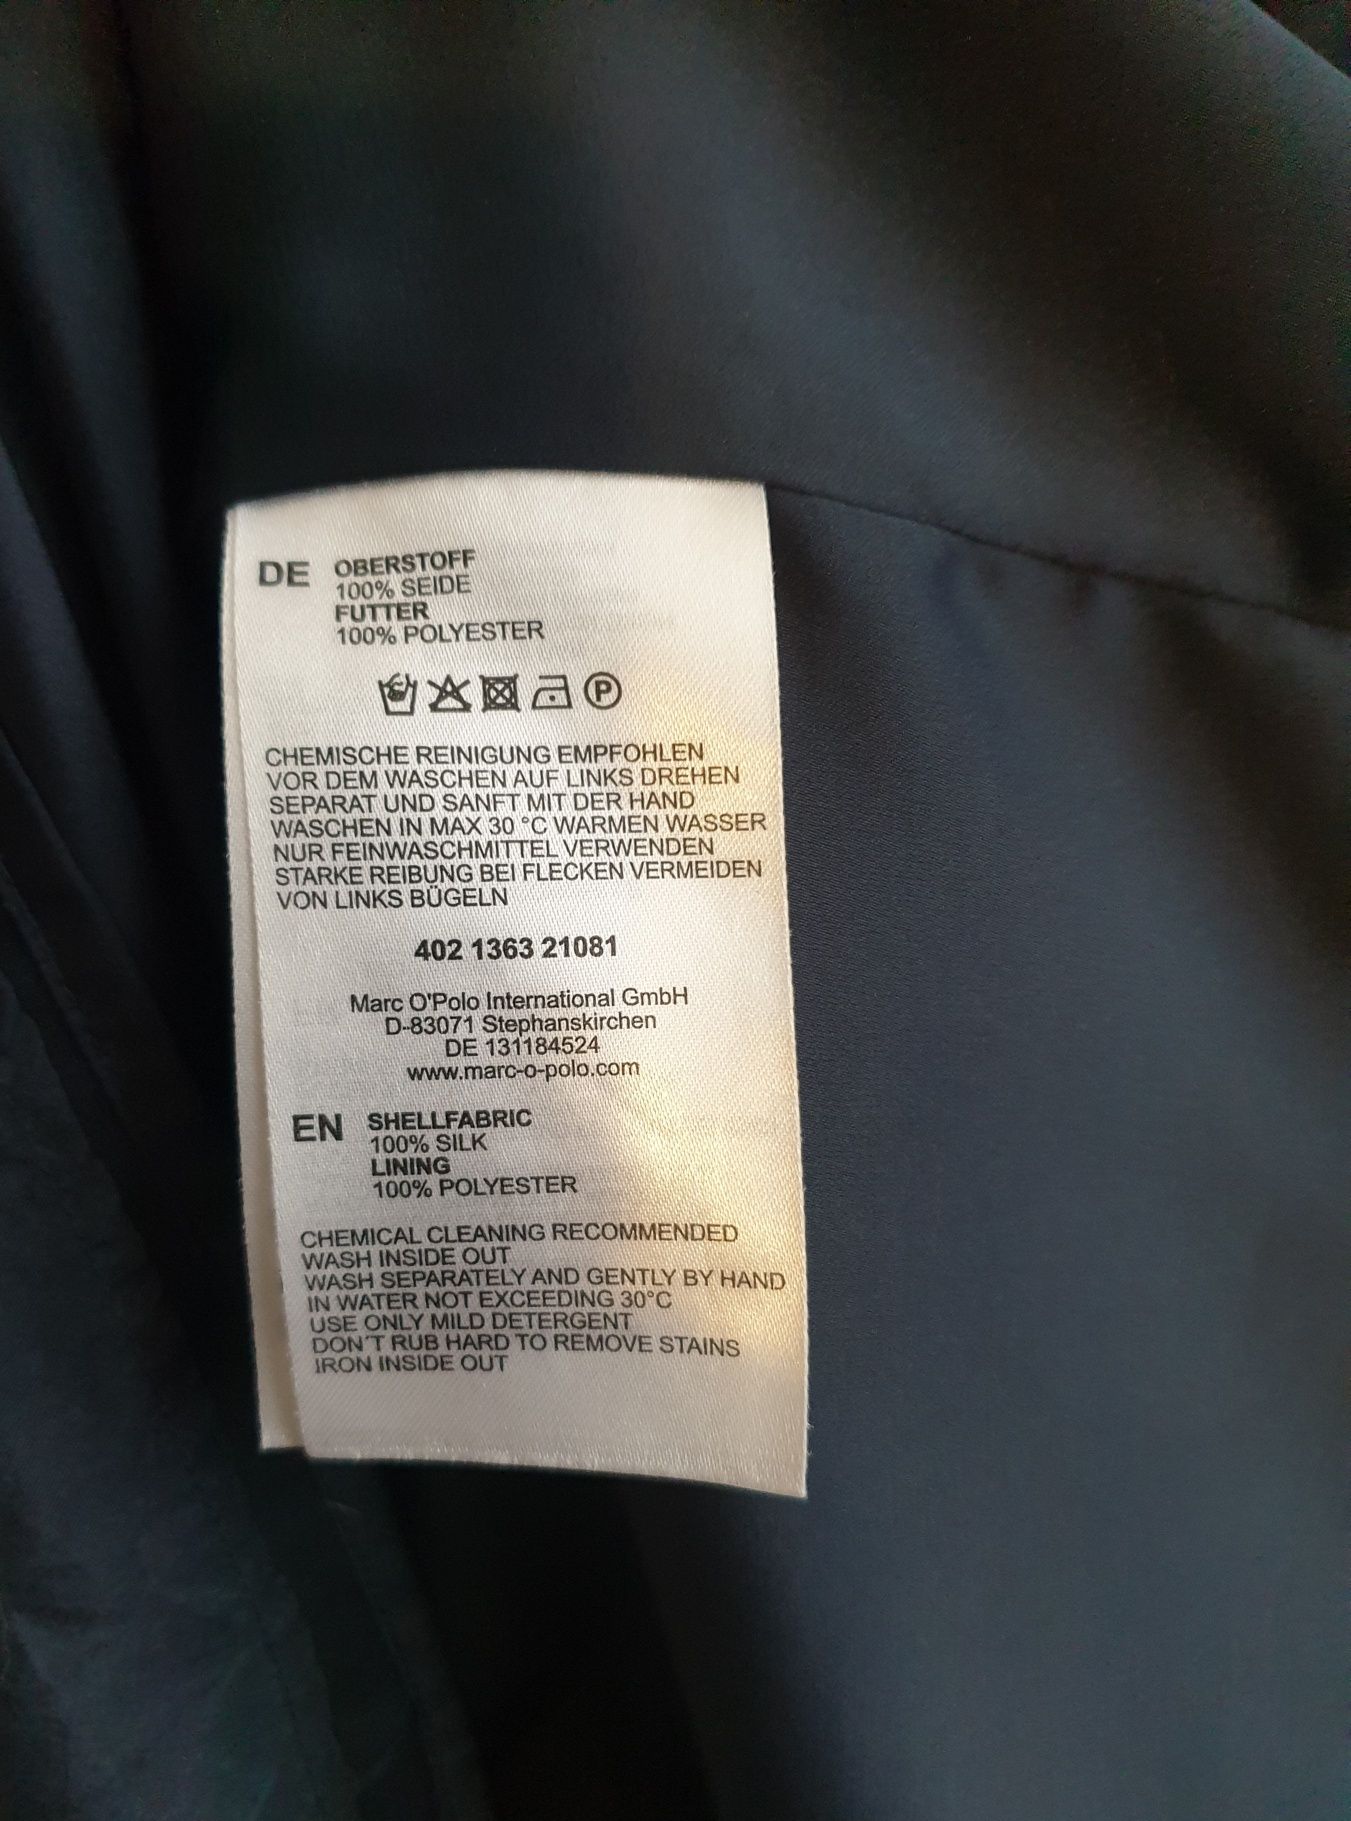 DE OBERSTOFF
100% SEIDE
FUTTER
100% POLYESTER
P
CHEMISCHE REINIGUNG EMPFOHLEN
VOR DEM WASCHEN AUF LINKS DREHEN
SEPARAT UND SANFT MIT DER HAND
WASCHEN IN MAX 30 °C WARMEN WASSER
NUR FEINWASCHMITTEL VERWENDEN
STARKE REIBUNG BEI FLECKEN VERMEIDEN
VON LINKS BÜGELN
402 1363 21081
Marc O'Polo International GmbH
D-83071 Stephanskirchen
DE 131184524
www.marc-o-polo.com
EN SHELLFABRIC
100% SILK
LINING
100% POLYESTER
CHEMICAL CLEANING RECOMMENDED
WASH INSIDE OUT
WASH SEPARATELY AND GENTLY BY HAND
IN WATER NOT EXCEEDING 30°C
USE ONLY MILD DETERGENT
DON´T RUB HARD TO REMOVE STAINS
IRON INSIDE OUT